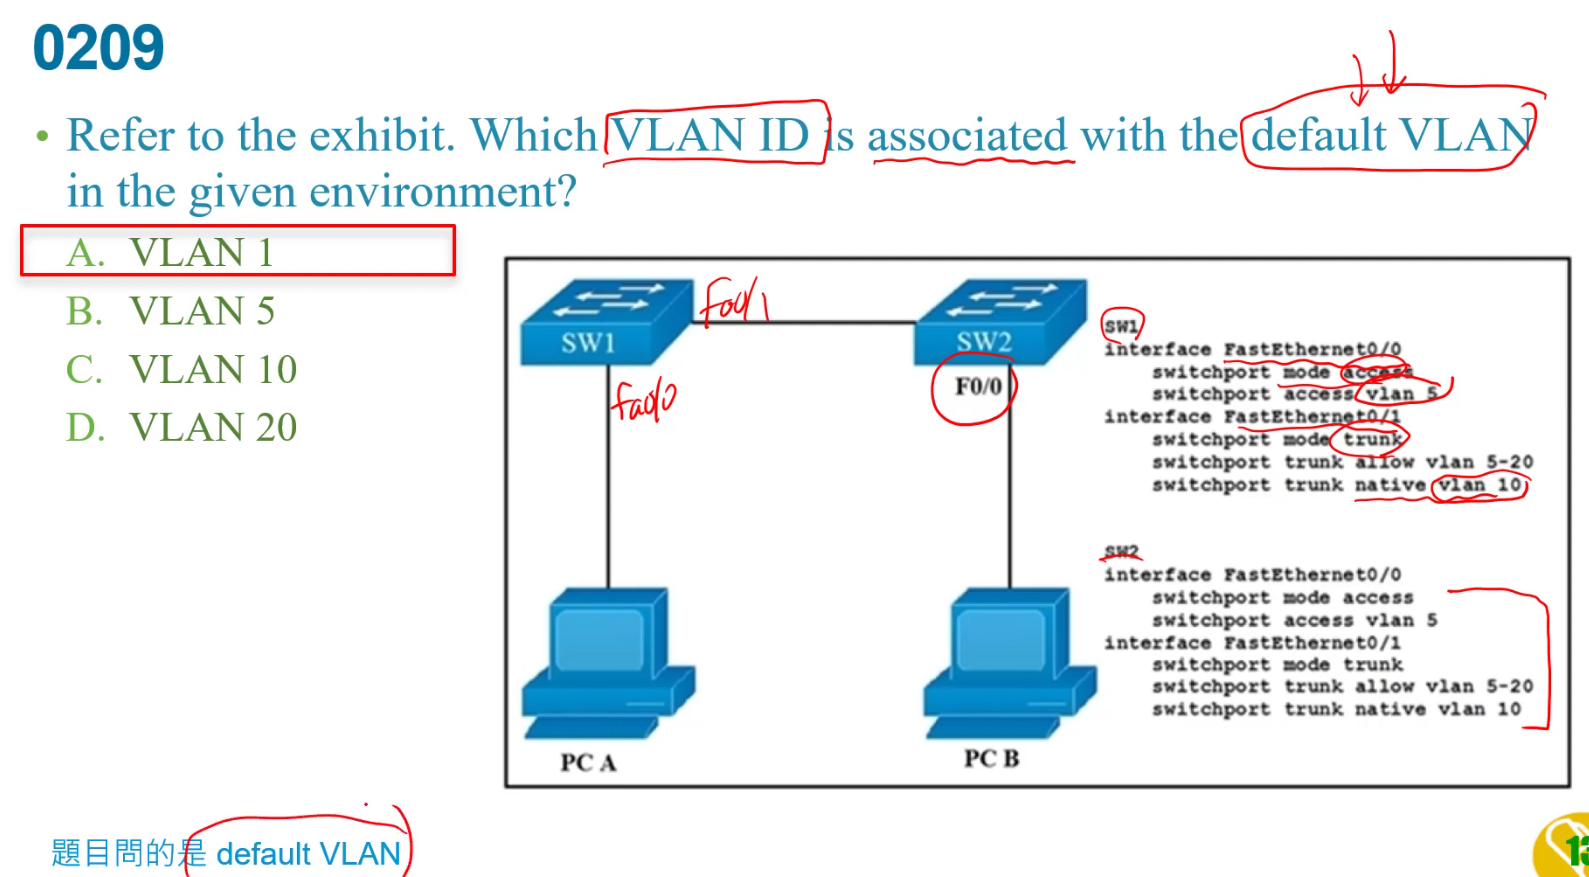 0209
• Refer to the exhibit. Which VLAN ID is associated with the default VLAN
in the given environment?
A. VLAN 1
B. VLAN 5
C. VLAN 10
D. VLAN 20
SW1
Fa0/1
SW2
F0/0
Fa0/0
PC A
PC B
SW1
interface FastEthernet0/0
switchport mode access
switchport access vlan 5
interface FastEthernet0/1
switchport mode trunk
switchport trunk allow vlan 5-20
switchport trunk native vlan 10
SW2
interface FastEthernet0/0
switchport mode access
switchport access vlan 5
interface FastEthernet0/1
switchport mode trunk
switchport trunk allow vlan 5-20
switchport trunk native vlan 10
題目問的是 default VLAN